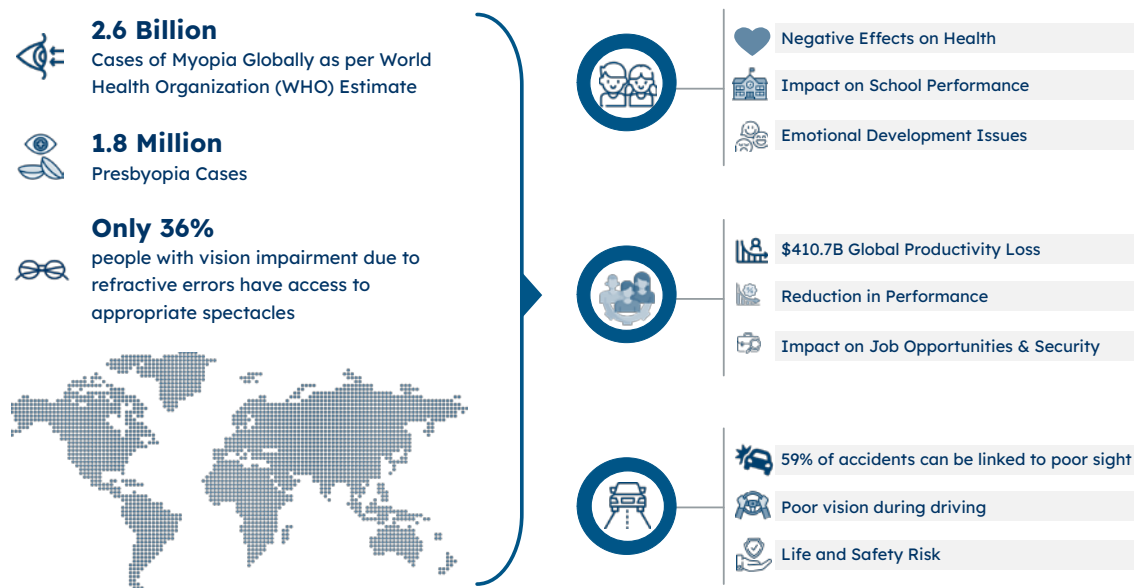 2.6 Billion
Cases of Myopia Globally as per World
Health Organization (WHO) Estimate
1.8 Million
Presbyopia Cases
Only 36%
people with vision impairment due to
refractive errors have access to
appropriate spectacles
Negative Effects on Health
Impact on School Performance
Emotional Development Issues
$410.7B Global Productivity Loss
Reduction in Performance
Impact on Job Opportunities & Security
59% of accidents can be linked to poor sight
Poor vision during driving
Life and Safety Risk